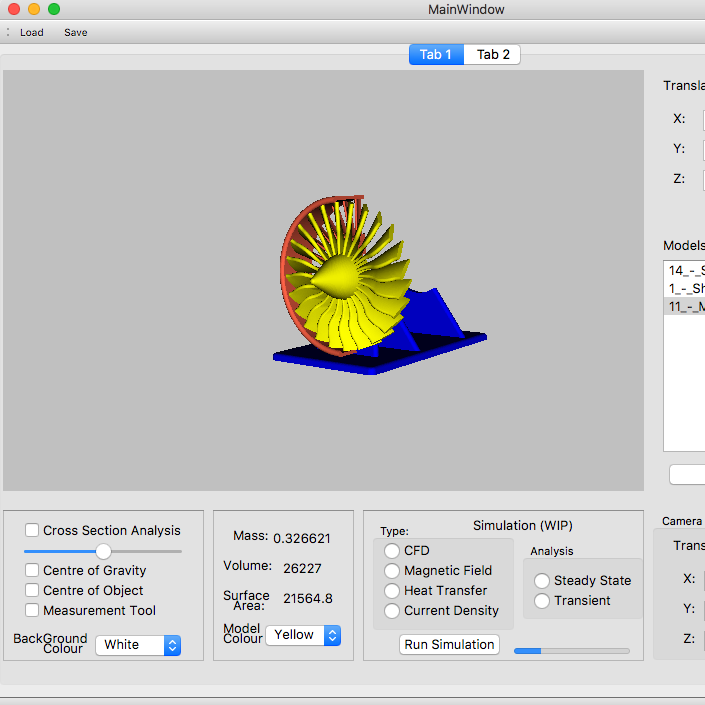 MainWindow
Load Save
Tab 1 Tab 2
Transla
X:
Y:
Z:
Models
14_-_S
1_-_Sh
11_-_M
Cross Section Analysis
Centre of Gravity
Centre of Object
Measurement Tool
BackGround
Colour
White
Mass: 0.326621
Volume: 26227
Surface
Area: 21564.8
Model
Colour
Yellow
Simulation (WIP)
Type:
CFD
Magnetic Field
Heat Transfer
Current Density
Analysis
Steady State
Transient
Run Simulation
Camera
Trans
X:
Y:
Z: